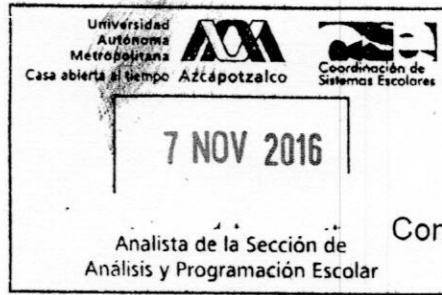 Universidad
Autónoma
Metropolitana
Casa abierta al tiempo Azcapotzalco
Coordinación de
Sistemas Escolares
7 NOV 2016
Con
Analista de la Sección de
Análisis y Programación Escolar